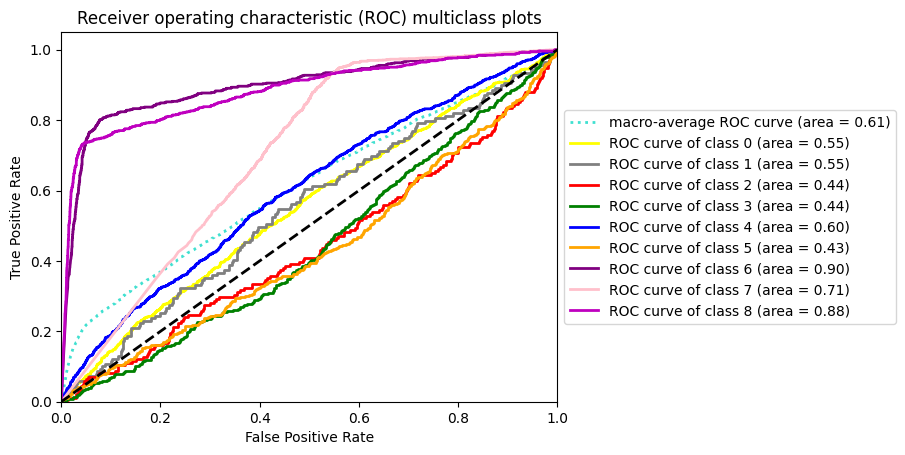 Receiver operating characteristic (ROC) multiclass plots
True Positive Rate
1.0
0.8
0.6
0.4
0.2
0.0
0.0 0.2 0.4 0.6 0.8 1.0
False Positive Rate
macro-average ROC curve (area = 0.61)
ROC curve of class 0 (area = 0.55)
ROC curve of class 1 (area = 0.55)
ROC curve of class 2 (area = 0.44)
ROC curve of class 3 (area = 0.44)
ROC curve of class 4 (area = 0.60)
ROC curve of class 5 (area = 0.43)
ROC curve of class 6 (area = 0.90)
ROC curve of class 7 (area = 0.71)
ROC curve of class 8 (area = 0.88)